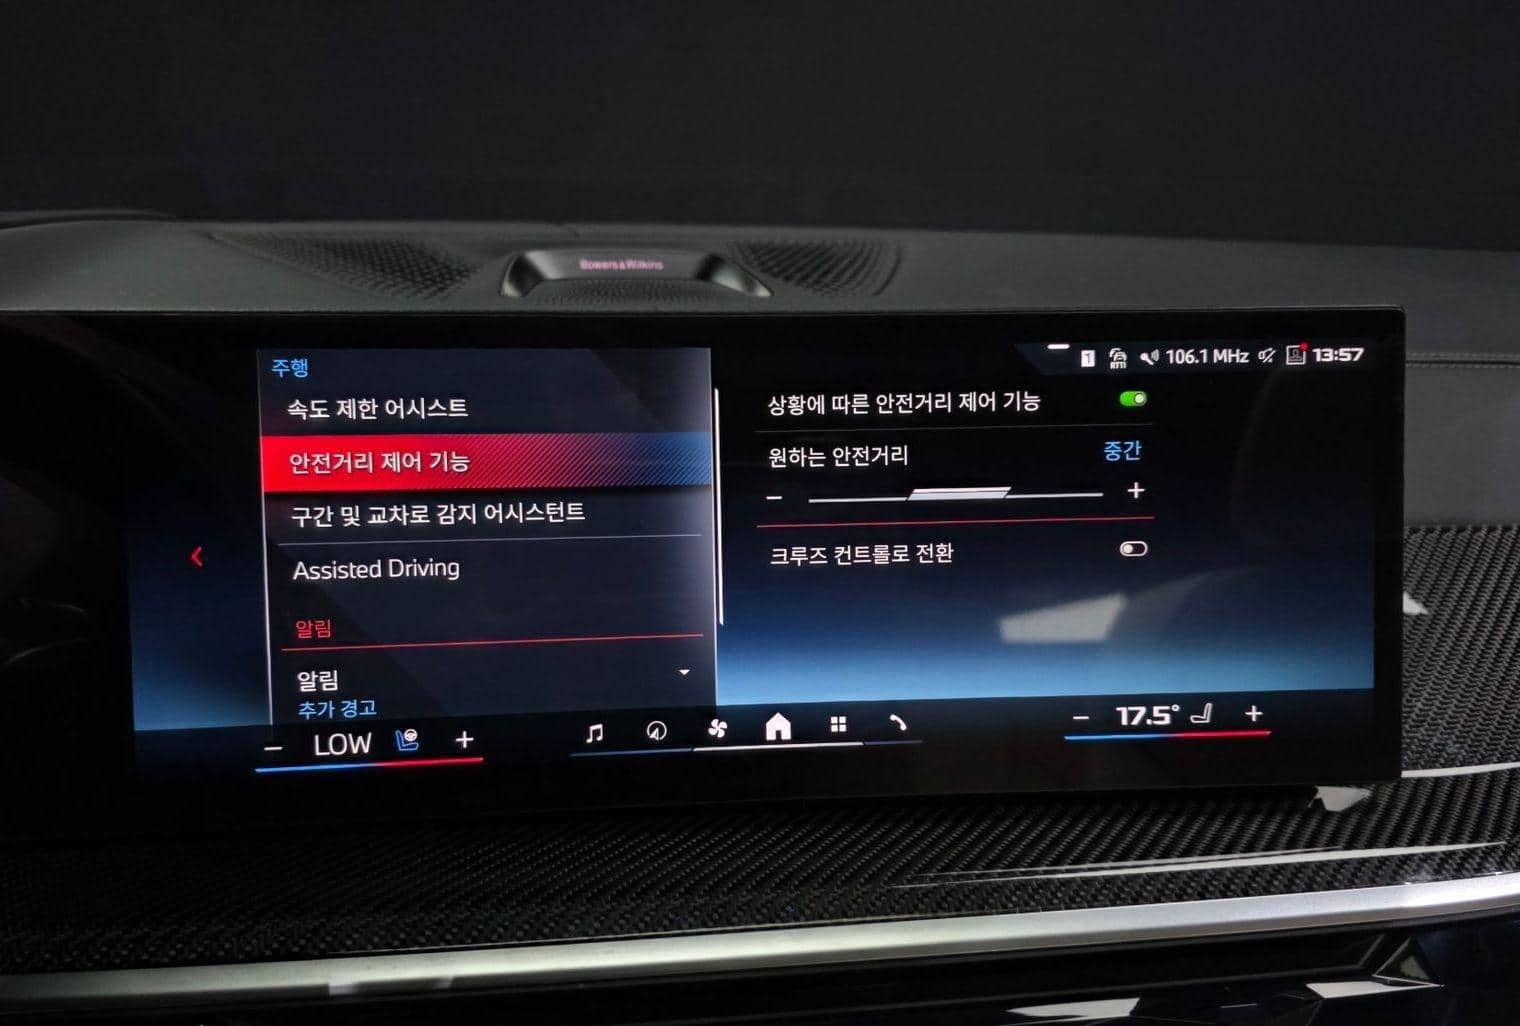 Bowers & Wilkins
1
RTTI
106.1 MHz
13:57
주행
속도 제한 어시스트
안전거리 제어 기능
구간 및 교차로 감지 어시스턴트
Assisted Driving
알림
알림
추가 경고
상황에 따른 안전거리 제어 기능
원하는 안전거리
중간
− +
크루즈 컨트롤로 전환
− LOW +
− 17.5° +